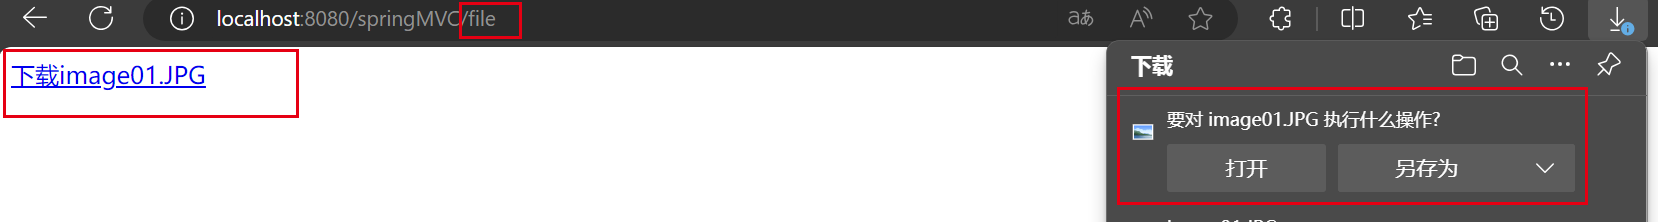 localhost:8080/springMVC/file
下载image01.JPG
下载
要对 image01.JPG 执行什么操作?
打开
另存为